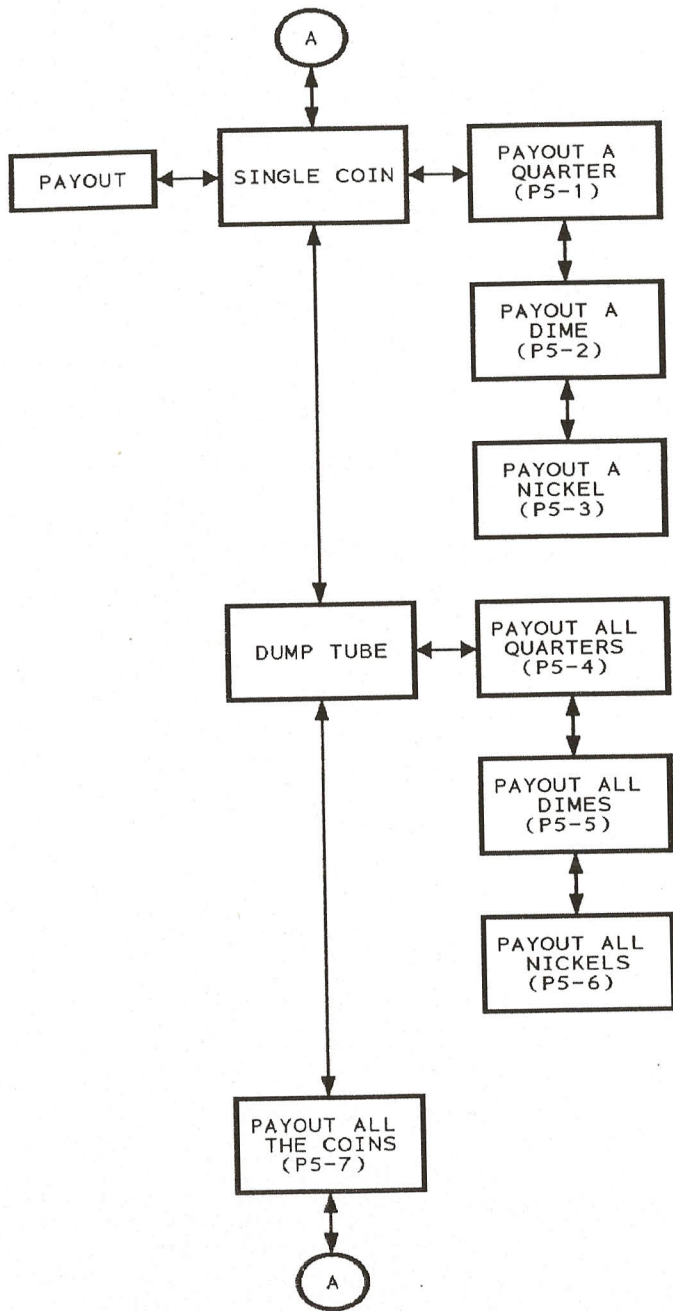 A
PAYOUT
SINGLE COIN
PAYOUT A
QUARTER
(P5-1)
PAYOUT A
DIME
(P5-2)
PAYOUT A
NICKEL
(P5-3)
DUMP TUBE
PAYOUT ALL
QUARTERS
(P5-4)
PAYOUT ALL
DIMES
(P5-5)
PAYOUT ALL
NICKELS
(P5-6)
PAYOUT ALL
THE COINS
(P5-7)
A